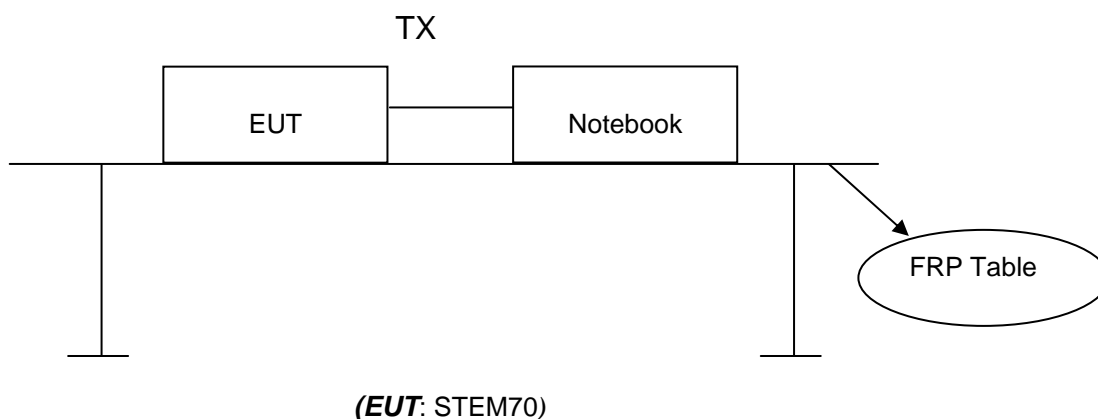 TX
EUT
Notebook
FRP Table
(EUT: STEM70)